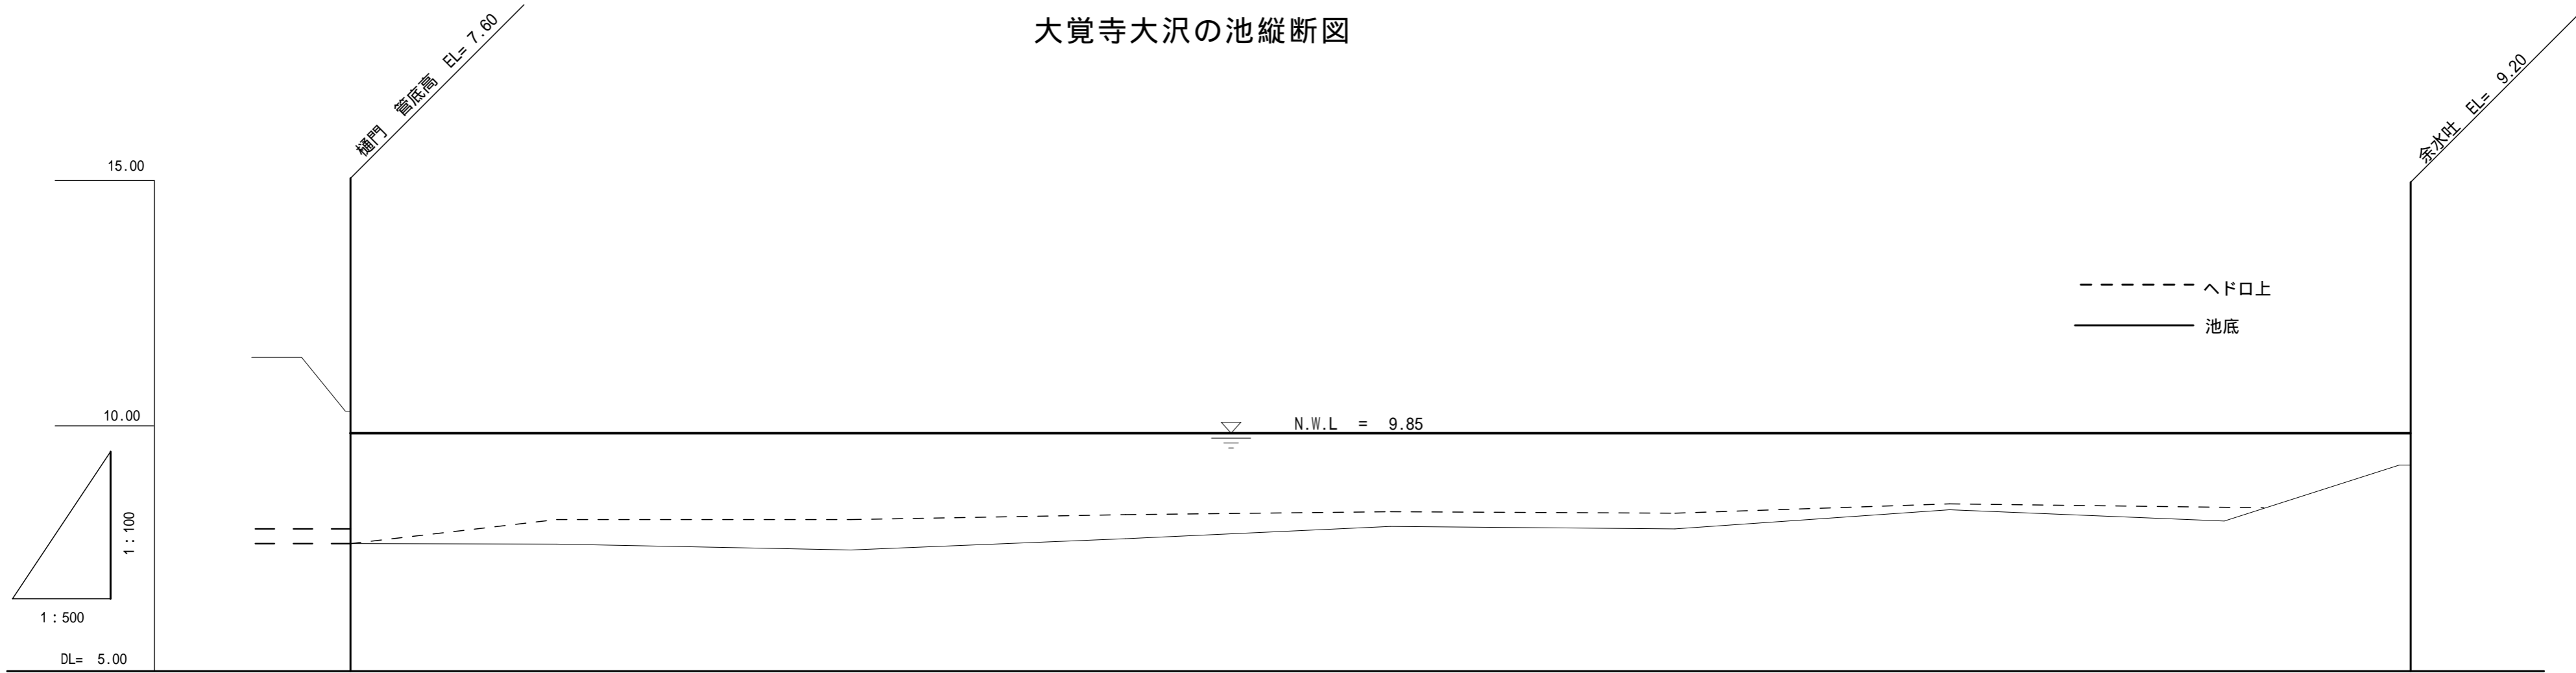 大覚寺大沢の池縦断図
樋門　管底高　EL= 7.60
余水吐　EL=　9.20
15.00
ヘドロ上
池底
10.00
N.W.L　=　9.85
1：100
1：500
DL=　5.00